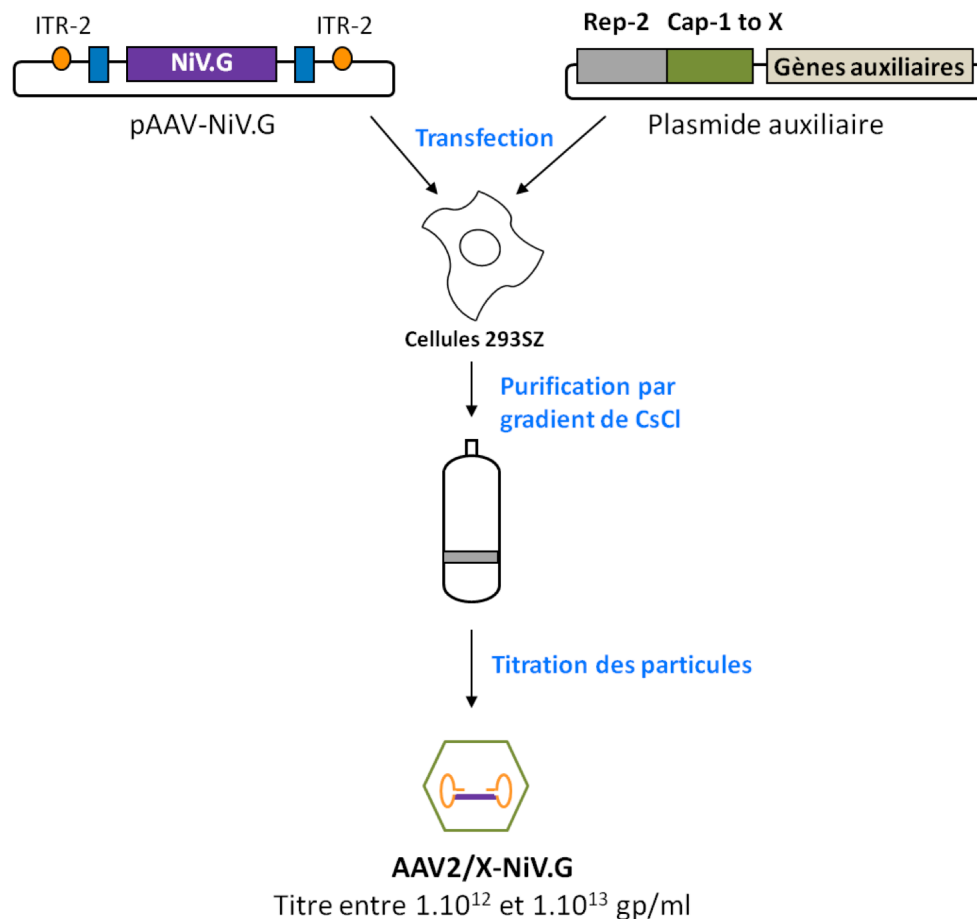 ITR-2 ITR-2 Rep-2 Cap-1 to X
NiV.G Gènes auxiliaires
pAAV-NiV.G Plasmide auxiliaire
Transfection
Cellules 293SZ
Purification par
gradient de CsCl
Titration des particules
AAV2/X-NiV.G
Titre entre 1.10¹² et 1.10¹³ gp/ml